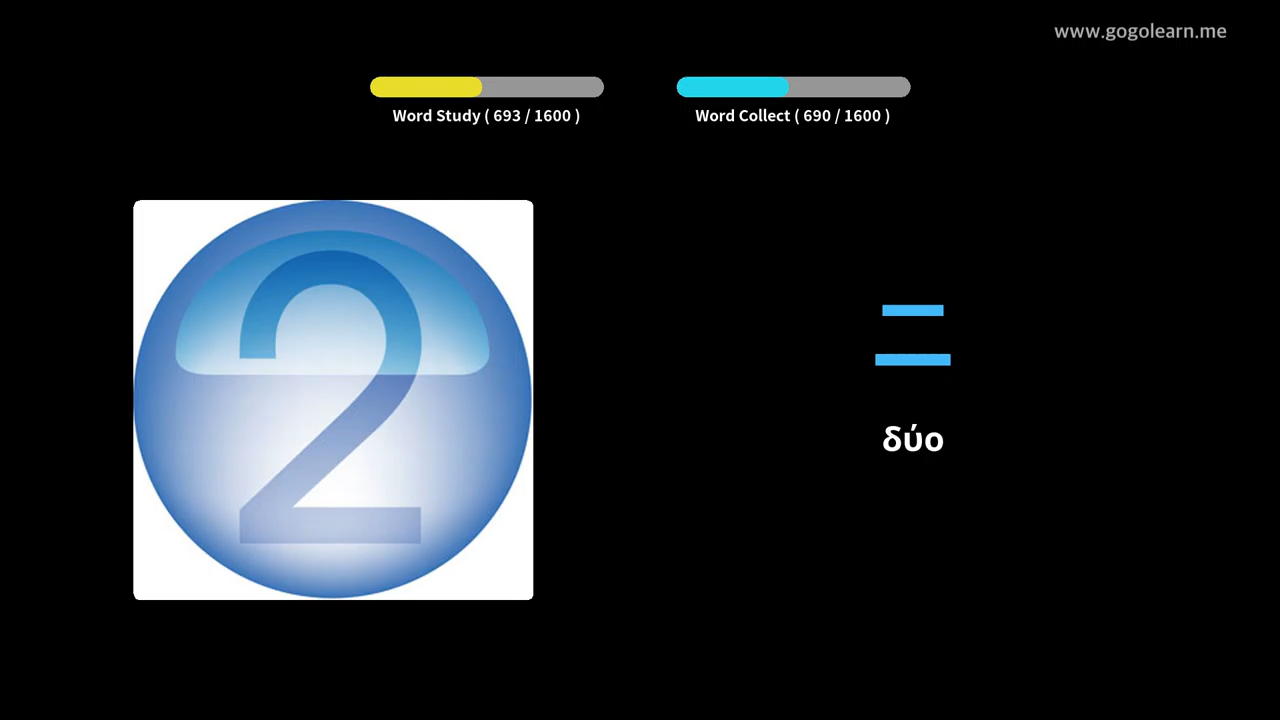 www.gogolearn.me
Word Study ( 693 / 1600 )
Word Collect ( 690 / 1600 )
2
二
δύο